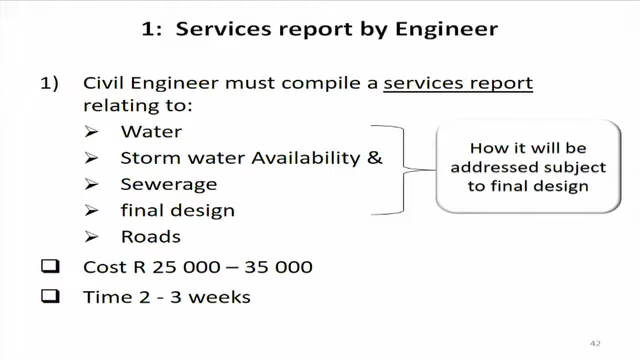 1: Services report by Engineer
1) Civil Engineer must compile a services report
relating to:
➢ Water
➢ Storm water Availability &
➢ Sewerage
➢ final design
➢ Roads
How it will be
addressed subject
to final design
❑ Cost R 25 000 – 35 000
❑ Time 2 - 3 weeks
42